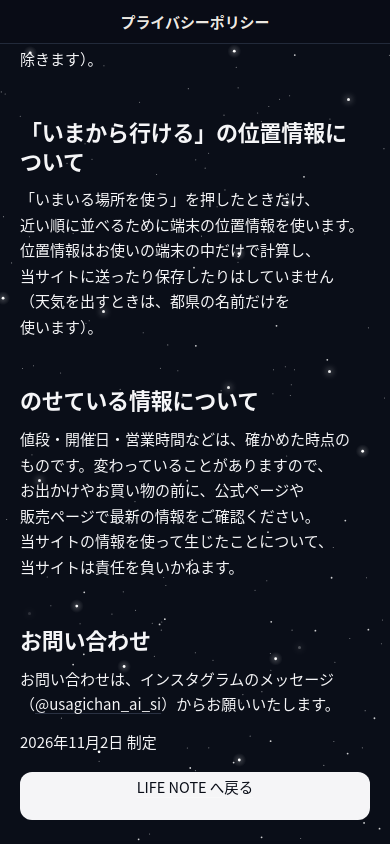 プライバシーポリシー
除きます）。
「いまから行ける」の位置情報に
ついて
「いまいる場所を使う」を押したときだけ、
近い順に並べるために端末の位置情報を使います。
位置情報はお使いの端末の中だけで計算し、
当サイトに送ったり保存したりはしていません
（天気を出すときは、都県の名前だけを
使います）。
のせている情報について
値段・開催日・営業時間などは、確かめた時点の
ものです。変わっていることがありますので、
お出かけやお買い物の前に、公式ページや
販売ページで最新の情報をご確認ください。
当サイトの情報を使って生じたことについて、
当サイトは責任を負いかねます。
お問い合わせ
お問い合わせは、インスタグラムのメッセージ
（@usagichan_ai_si）からお願いいたします。
2026年11月2日 制定
LIFE NOTE へ戻る